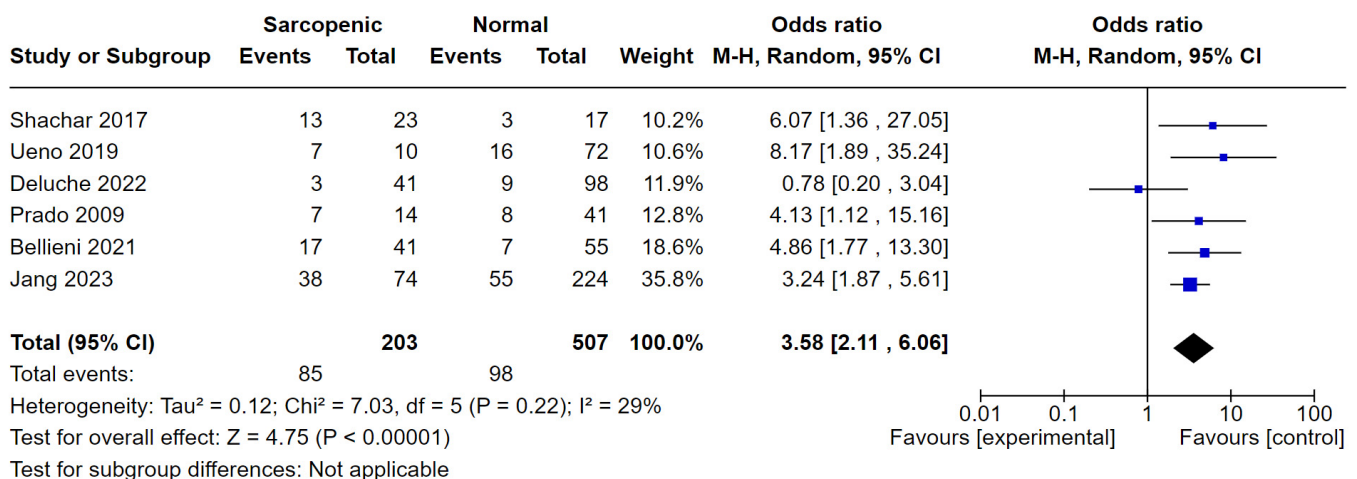 Sarcopenic Normal Odds ratio Odds ratio
Study or Subgroup Events Total Events Total Weight M-H, Random, 95% CI M-H, Random, 95% CI
Shachar 2017 13 23 3 17 10.2% 6.07 [1.36 , 27.05]
Ueno 2019 7 10 16 72 10.6% 8.17 [1.89 , 35.24]
Deluche 2022 3 41 9 98 11.9% 0.78 [0.20 , 3.04]
Prado 2009 7 14 8 41 12.8% 4.13 [1.12 , 15.16]
Bellieni 2021 17 41 7 55 18.6% 4.86 [1.77 , 13.30]
Jang 2023 38 74 55 224 35.8% 3.24 [1.87 , 5.61]
Total (95% CI) 203 507 100.0% 3.58 [2.11 , 6.06]
Total events: 85 98
Heterogeneity: Tau² = 0.12; Chi² = 7.03, df = 5 (P = 0.22); I² = 29%
0.01 0.1 1 10 100
Test for overall effect: Z = 4.75 (P < 0.00001)
Favours [experimental] Favours [control]
Test for subgroup differences: Not applicable